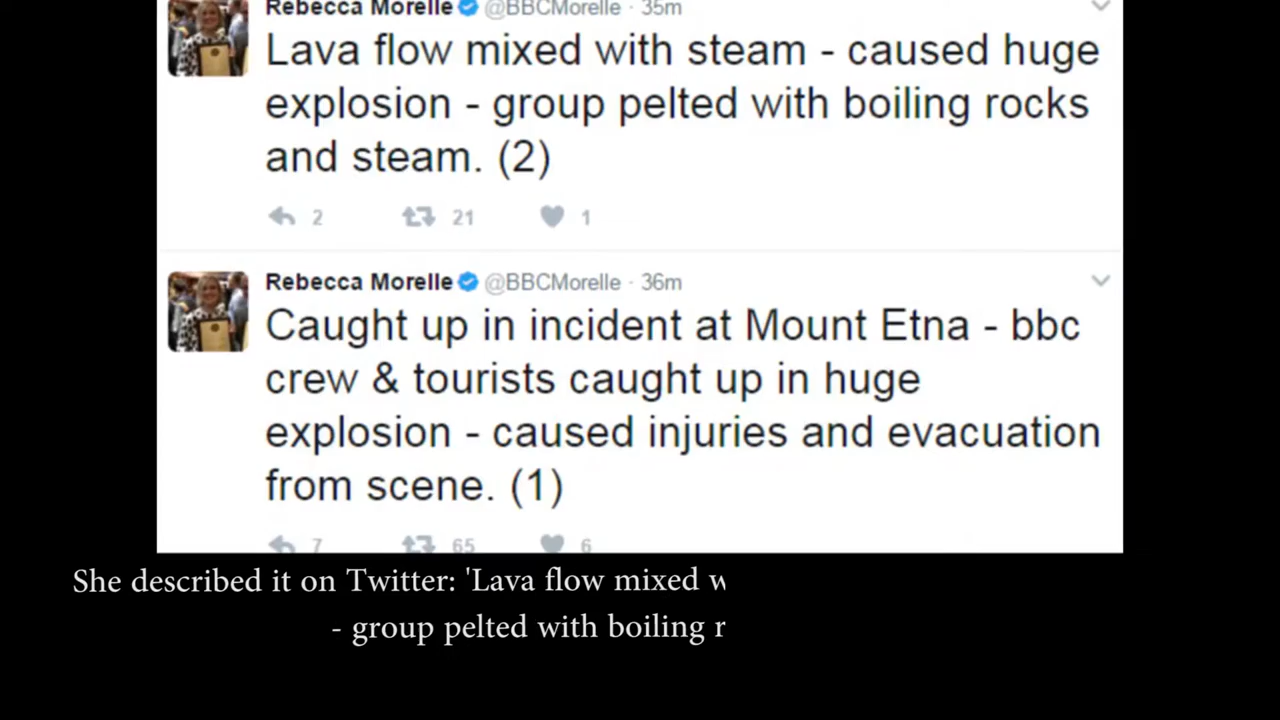 Rebecca Morelle @BBCMorelle · 35m
Lava flow mixed with steam - caused huge
explosion - group pelted with boiling rocks
and steam. (2)
2 21 1
Rebecca Morelle @BBCMorelle · 36m
Caught up in incident at Mount Etna - bbc
crew & tourists caught up in huge
explosion - caused injuries and evacuation
from scene. (1)
7 65 6
She described it on Twitter: 'Lava flow mixed w
- group pelted with boiling r